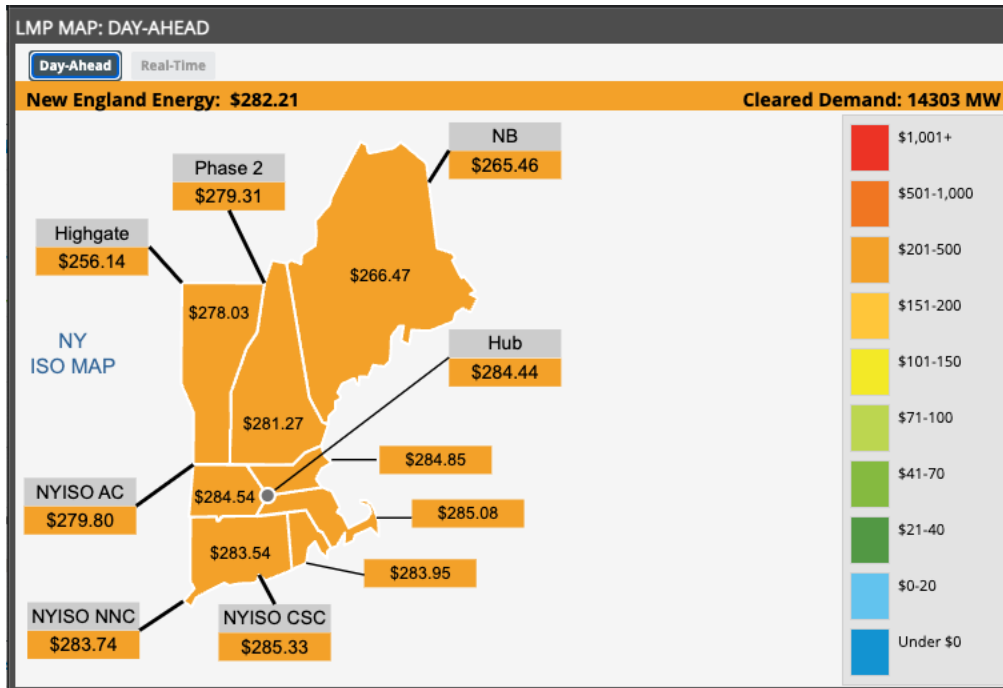 LMP MAP: DAY-AHEAD
Day-Ahead Real-Time
New England Energy: $282.21 Cleared Demand: 14303 MW
NB
$265.46
Phase 2
$279.31
Highgate
$256.14
$266.47
$278.03
NY
ISO MAP
Hub
$284.44
$281.27
$284.85
NYISO AC
$279.80
$284.54
$285.08
$283.54
$283.95
NYISO NNC
$283.74
NYISO CSC
$285.33
$1,001+
$501-1,000
$201-500
$151-200
$101-150
$71-100
$41-70
$21-40
$0-20
Under $0